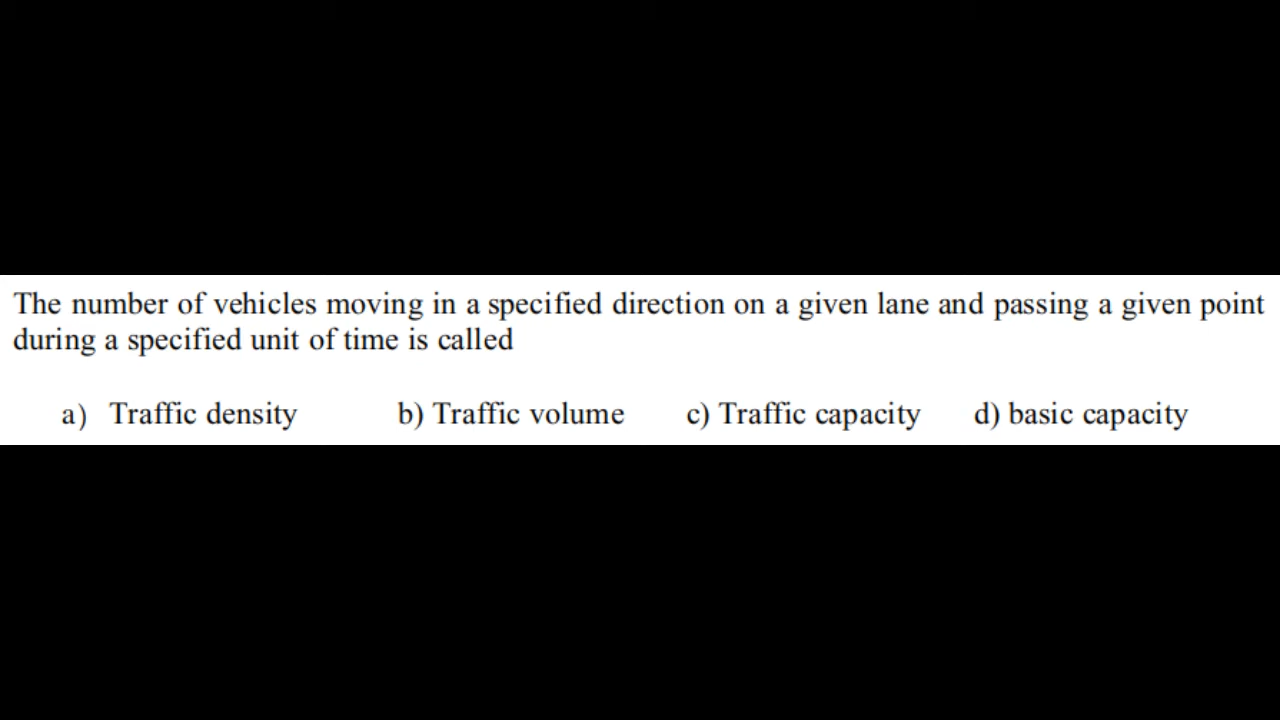 The number of vehicles moving in a specified direction on a given lane and passing a given point
during a specified unit of time is called
a) Traffic density b) Traffic volume c) Traffic capacity d) basic capacity